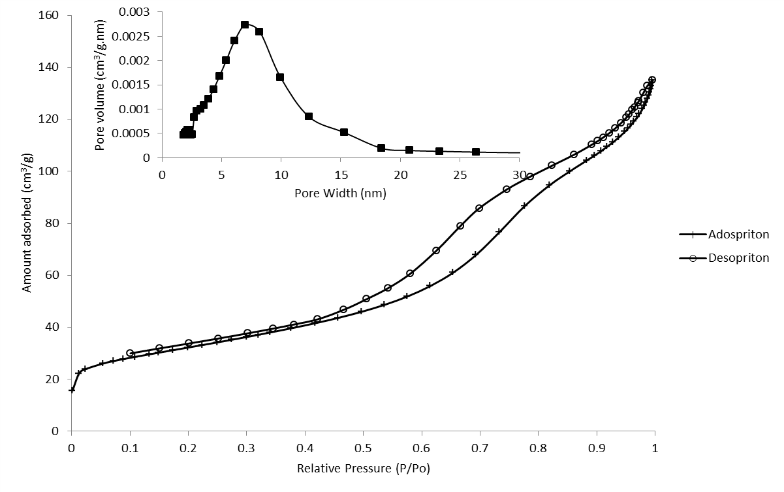 160
140
120
100
80
60
40
20
0
Amount adsorbed (cm³/g)
0 0.1 0.2 0.3 0.4 0.5 0.6 0.7 0.8 0.9 1
Relative Pressure (P/Po)
0.003
0.0025
0.002
0.0015
0.001
0.0005
0
Pore volume (cm³/g.nm)
0 5 10 15 20 25 30
Pore Width (nm)
Adospriton
Desopriton